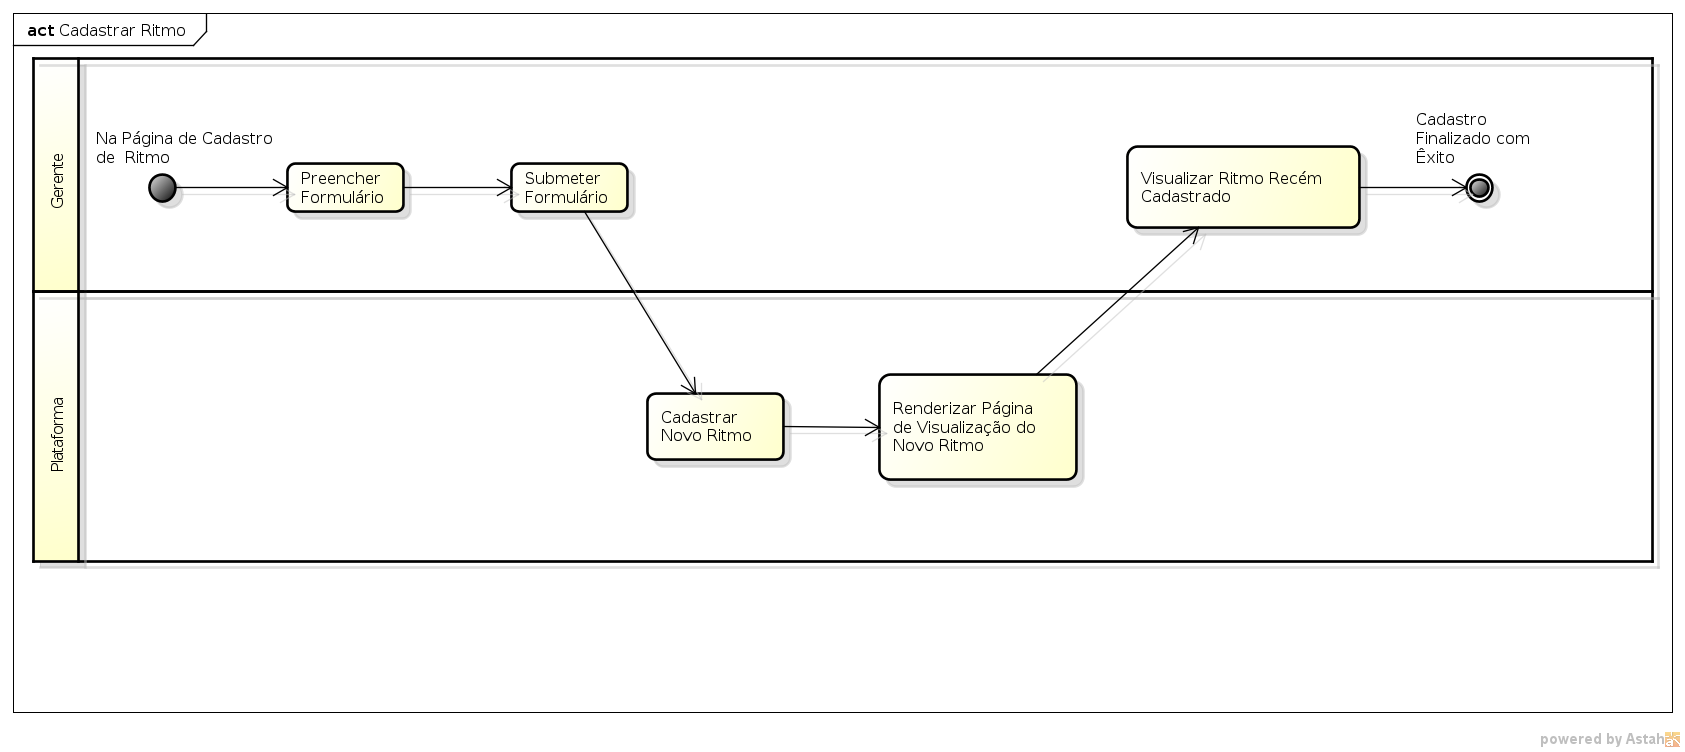 act Cadastrar Ritmo
Gerente
Na Página de Cadastro
de Ritmo
Preencher
Formulário
Submeter
Formulário
Visualizar Ritmo Recém
Cadastrado
Cadastro
Finalizado com
Êxito
Plataforma
Cadastrar
Novo Ritmo
Renderizar Página
de Visualização do
Novo Ritmo
powered by Astah